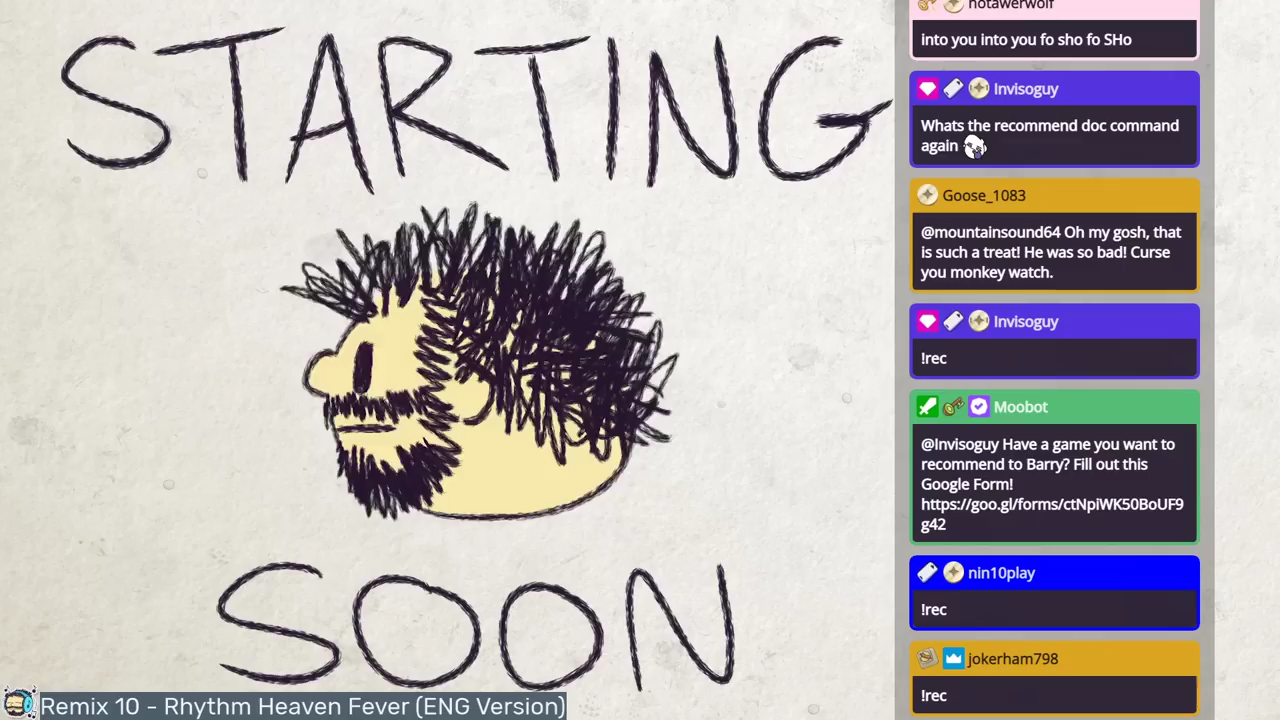 STARTING
SOON
Remix 10 - Rhythm Heaven Fever (ENG Version)
notawerwolf
into you into you fo sho fo SHo
Invisoguy
Whats the recommend doc command
again
Goose_1083
@mountainsound64 Oh my gosh, that
is such a treat! He was so bad! Curse
you monkey watch.
Invisoguy
!rec
Moobot
@Invisoguy Have a game you want to
recommend to Barry? Fill out this
Google Form!
https://goo.gl/forms/ctNpiWK50BoUF9
g42
nin10play
!rec
jokerham798
!rec